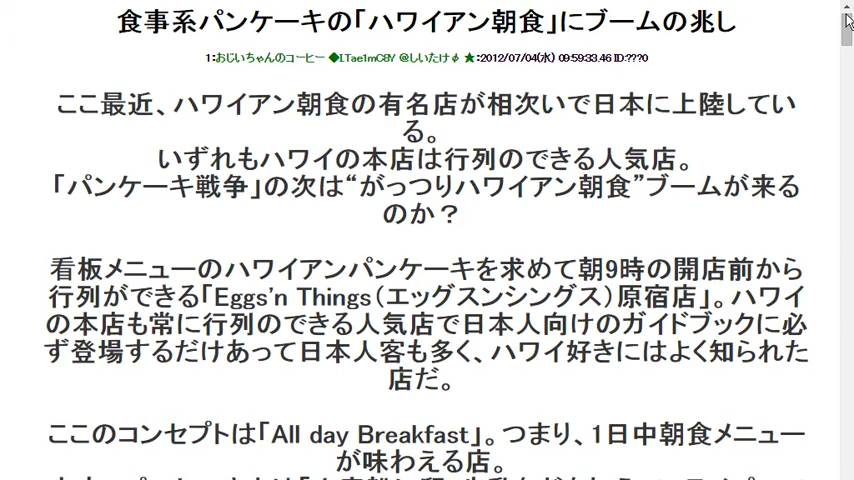 食事系パンケーキの「ハワイアン朝食」にブームの兆し
1：おじいちゃんのコーヒー ◆I.Tae1mC8Y @しいたけφ ★：2012/07/04(水) 09:59:33.46 ID:???0
ここ最近、ハワイアン朝食の有名店が相次いで日本に上陸してい
る。
いずれもハワイの本店は行列のできる人気店。
「パンケーキ戦争」の次は“がっつりハワイアン朝食”ブームが来る
のか？
看板メニューのハワイアンパンケーキを求めて朝9時の開店前から
行列ができる「Eggs’n Things（エッグスンシングス）原宿店」。ハワイ
の本店も常に行列のできる人気店で日本人向けのガイドブックに必
ず登場するだけあって日本人客も多く、ハワイ好きにはよく知られた
店だ。
ここのコンセプトは「All day Breakfast」。つまり、1日中朝食メニュー
が味わえる店。